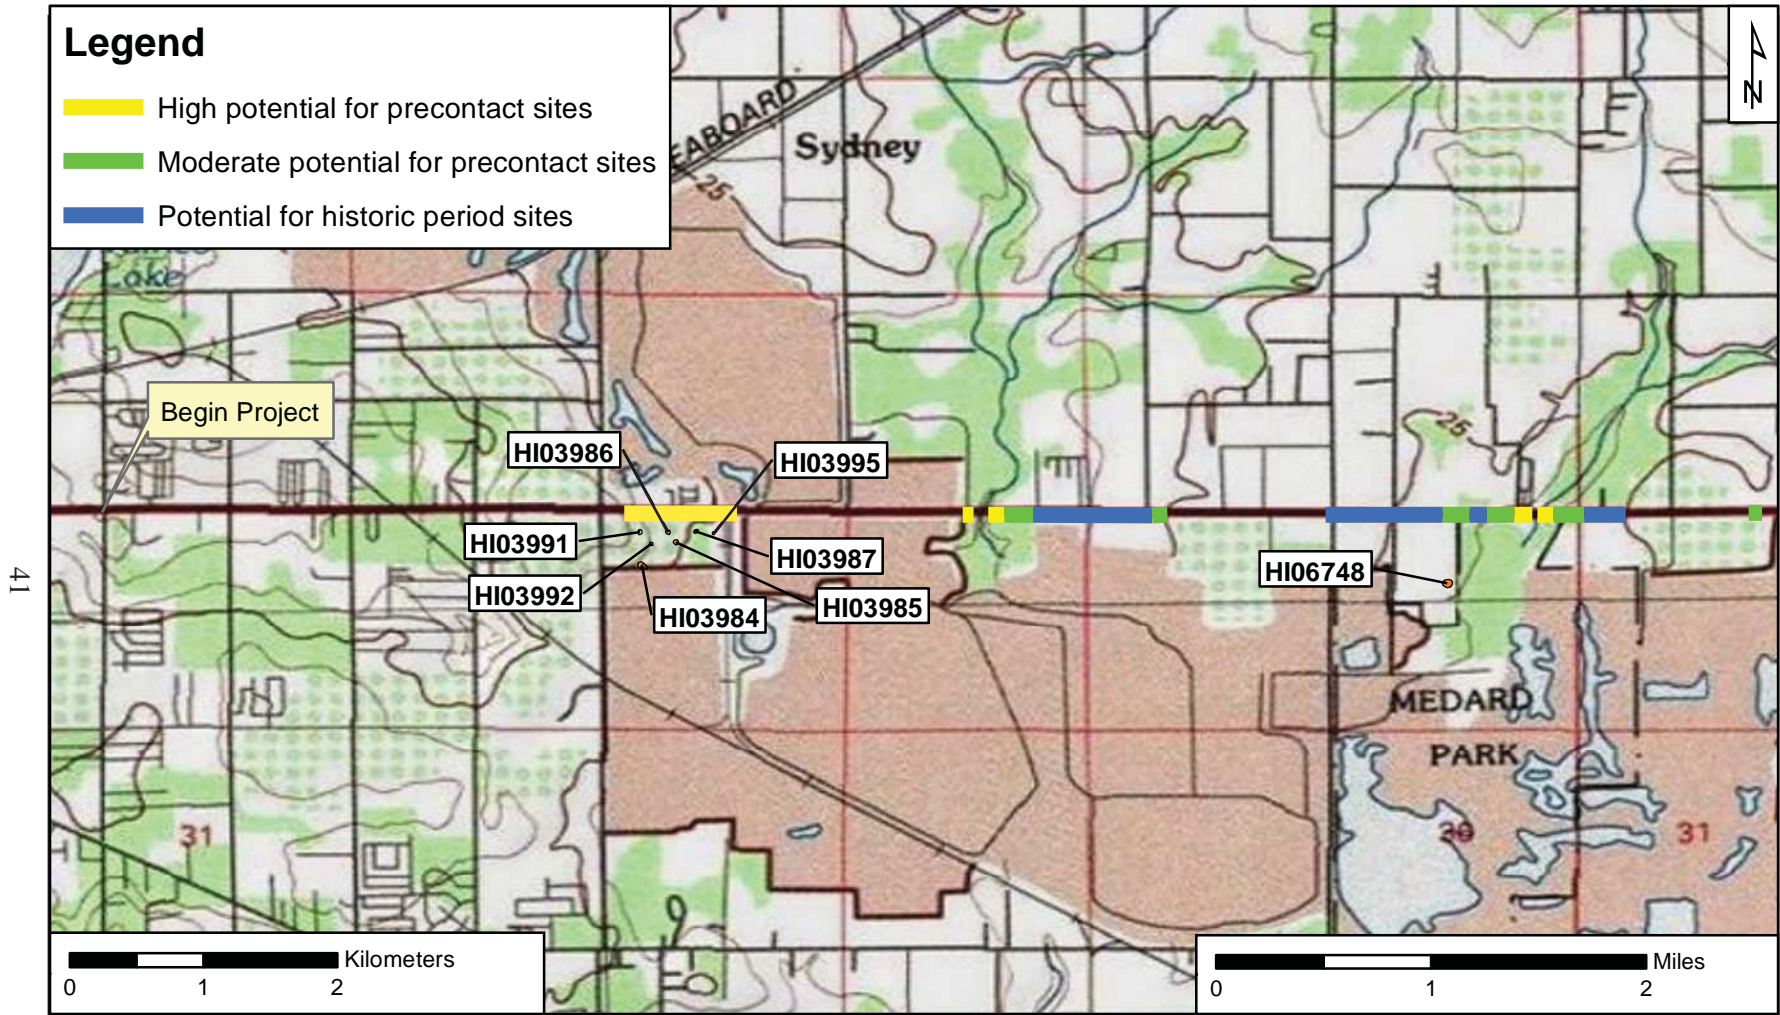 Legend
High potential for precontact sites
Moderate potential for precontact sites
Potential for historic period sites
N
EABOARD
Sydney
25
Lake
Begin Project
25
HI03986
HI03995
HI03991
HI03987
HI03992
HI03984
HI03985
HI06748
41
MEDARD
PARK
31
30
31
Kilometers
0 1 2
Miles
0 1 2